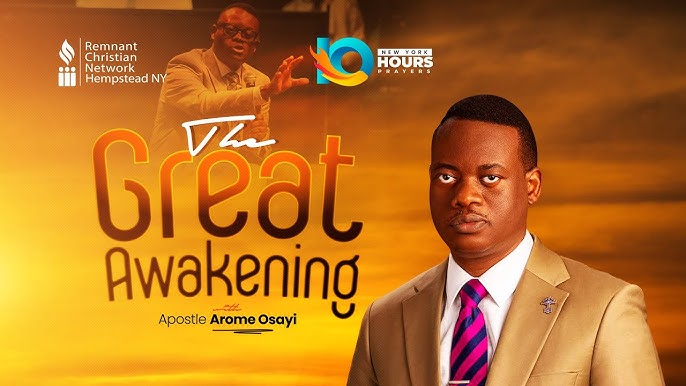 Remnant
Christian
Network
Hempstead NY
10
NEW YORK
HOURS
PRAYERS
The
Great
Awakening
with
Apostle Arome Osayi